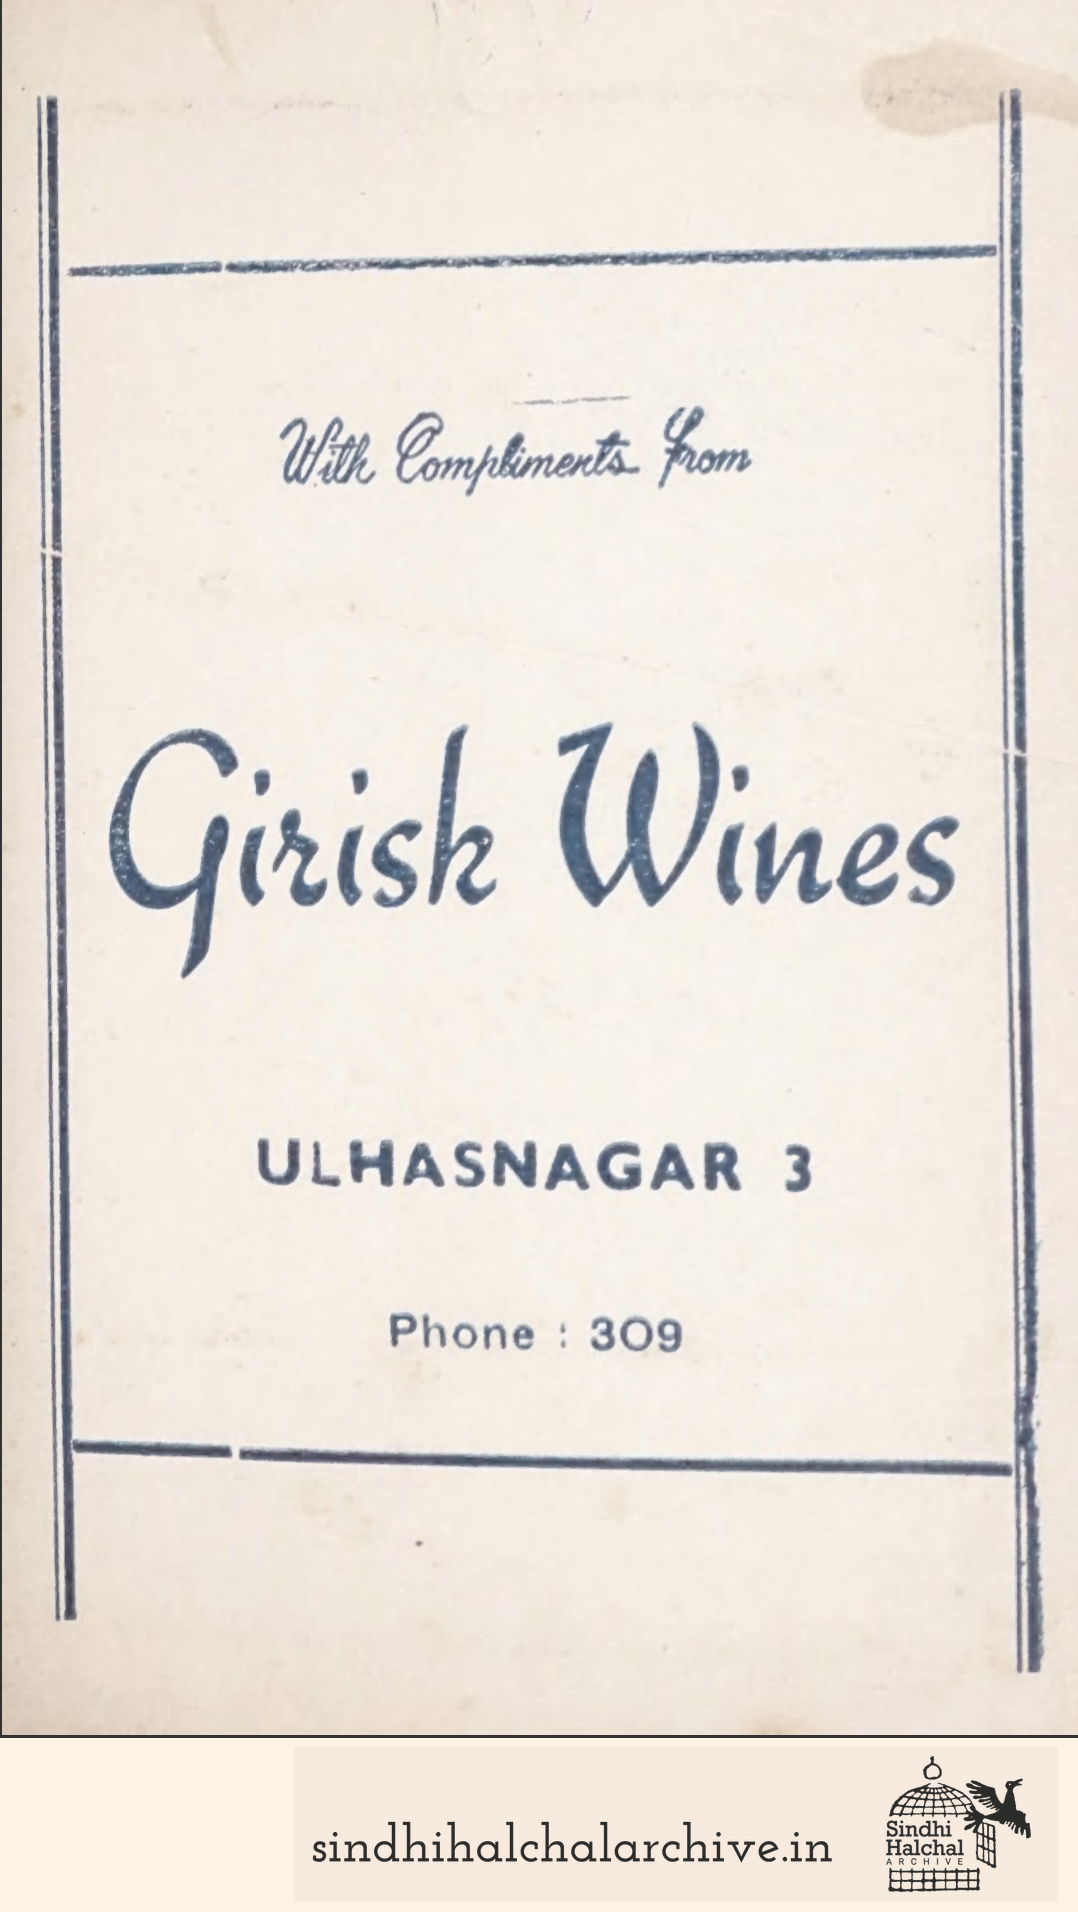 With Compliments From
Girish Wines
ULHASNAGAR 3
Phone : 309
sindhihalchalarchive.in
Sindhi
Halchal
ARCHIVE